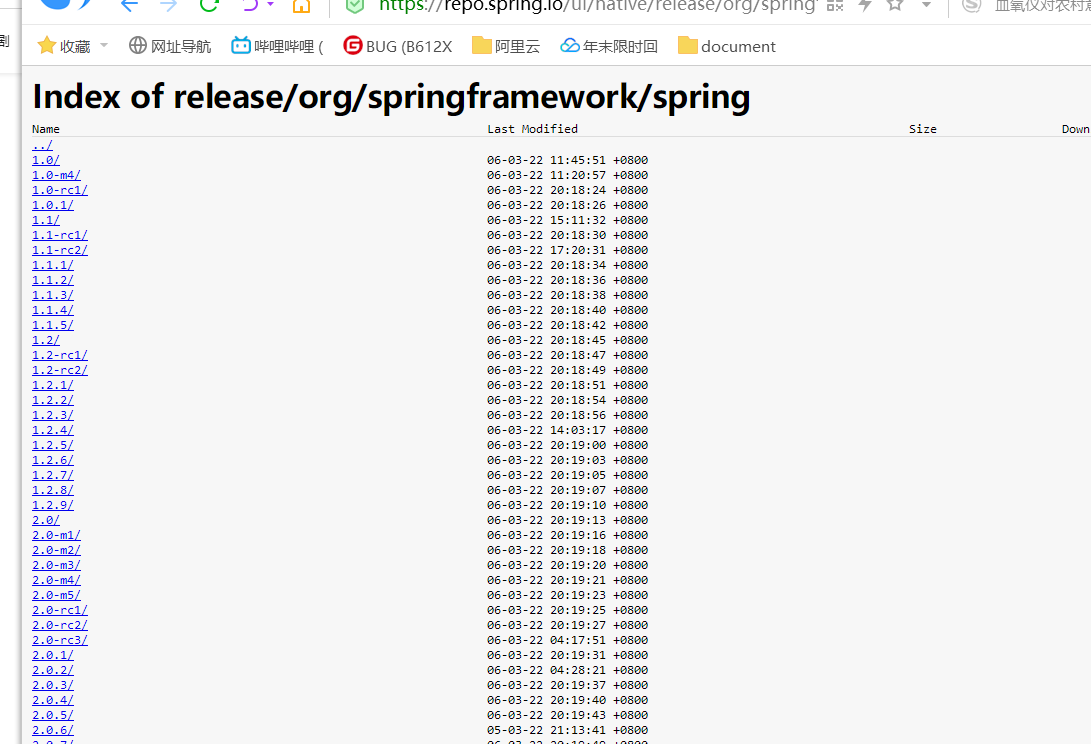 https://repo.spring.io/ui/native/release/org/spring
血氧仪对农村
割
收藏 网址导航 哔哩哔哩 ( BUG (B612X 阿里云 年末限时回 document
Index of release/org/springframework/spring
Name Last Modified Size Down
../
1.0/ 06-03-22 11:45:51 +0800
1.0-m4/ 06-03-22 11:20:57 +0800
1.0-rc1/ 06-03-22 20:18:24 +0800
1.0.1/ 06-03-22 20:18:26 +0800
1.1/ 06-03-22 15:11:32 +0800
1.1-rc1/ 06-03-22 20:18:30 +0800
1.1-rc2/ 06-03-22 17:20:31 +0800
1.1.1/ 06-03-22 20:18:34 +0800
1.1.2/ 06-03-22 20:18:36 +0800
1.1.3/ 06-03-22 20:18:38 +0800
1.1.4/ 06-03-22 20:18:40 +0800
1.1.5/ 06-03-22 20:18:42 +0800
1.2/ 06-03-22 20:18:45 +0800
1.2-rc1/ 06-03-22 20:18:47 +0800
1.2-rc2/ 06-03-22 20:18:49 +0800
1.2.1/ 06-03-22 20:18:51 +0800
1.2.2/ 06-03-22 20:18:54 +0800
1.2.3/ 06-03-22 20:18:56 +0800
1.2.4/ 06-03-22 14:03:17 +0800
1.2.5/ 06-03-22 20:19:00 +0800
1.2.6/ 06-03-22 20:19:03 +0800
1.2.7/ 06-03-22 20:19:05 +0800
1.2.8/ 06-03-22 20:19:07 +0800
1.2.9/ 06-03-22 20:19:10 +0800
2.0/ 06-03-22 20:19:13 +0800
2.0-m1/ 06-03-22 20:19:16 +0800
2.0-m2/ 06-03-22 20:19:18 +0800
2.0-m3/ 06-03-22 20:19:20 +0800
2.0-m4/ 06-03-22 20:19:21 +0800
2.0-m5/ 06-03-22 20:19:23 +0800
2.0-rc1/ 06-03-22 20:19:25 +0800
2.0-rc2/ 06-03-22 20:19:27 +0800
2.0-rc3/ 06-03-22 04:17:51 +0800
2.0.1/ 06-03-22 20:19:31 +0800
2.0.2/ 06-03-22 04:28:21 +0800
2.0.3/ 06-03-22 20:19:37 +0800
2.0.4/ 06-03-22 20:19:40 +0800
2.0.5/ 06-03-22 20:19:43 +0800
2.0.6/ 05-03-22 21:13:41 +0800